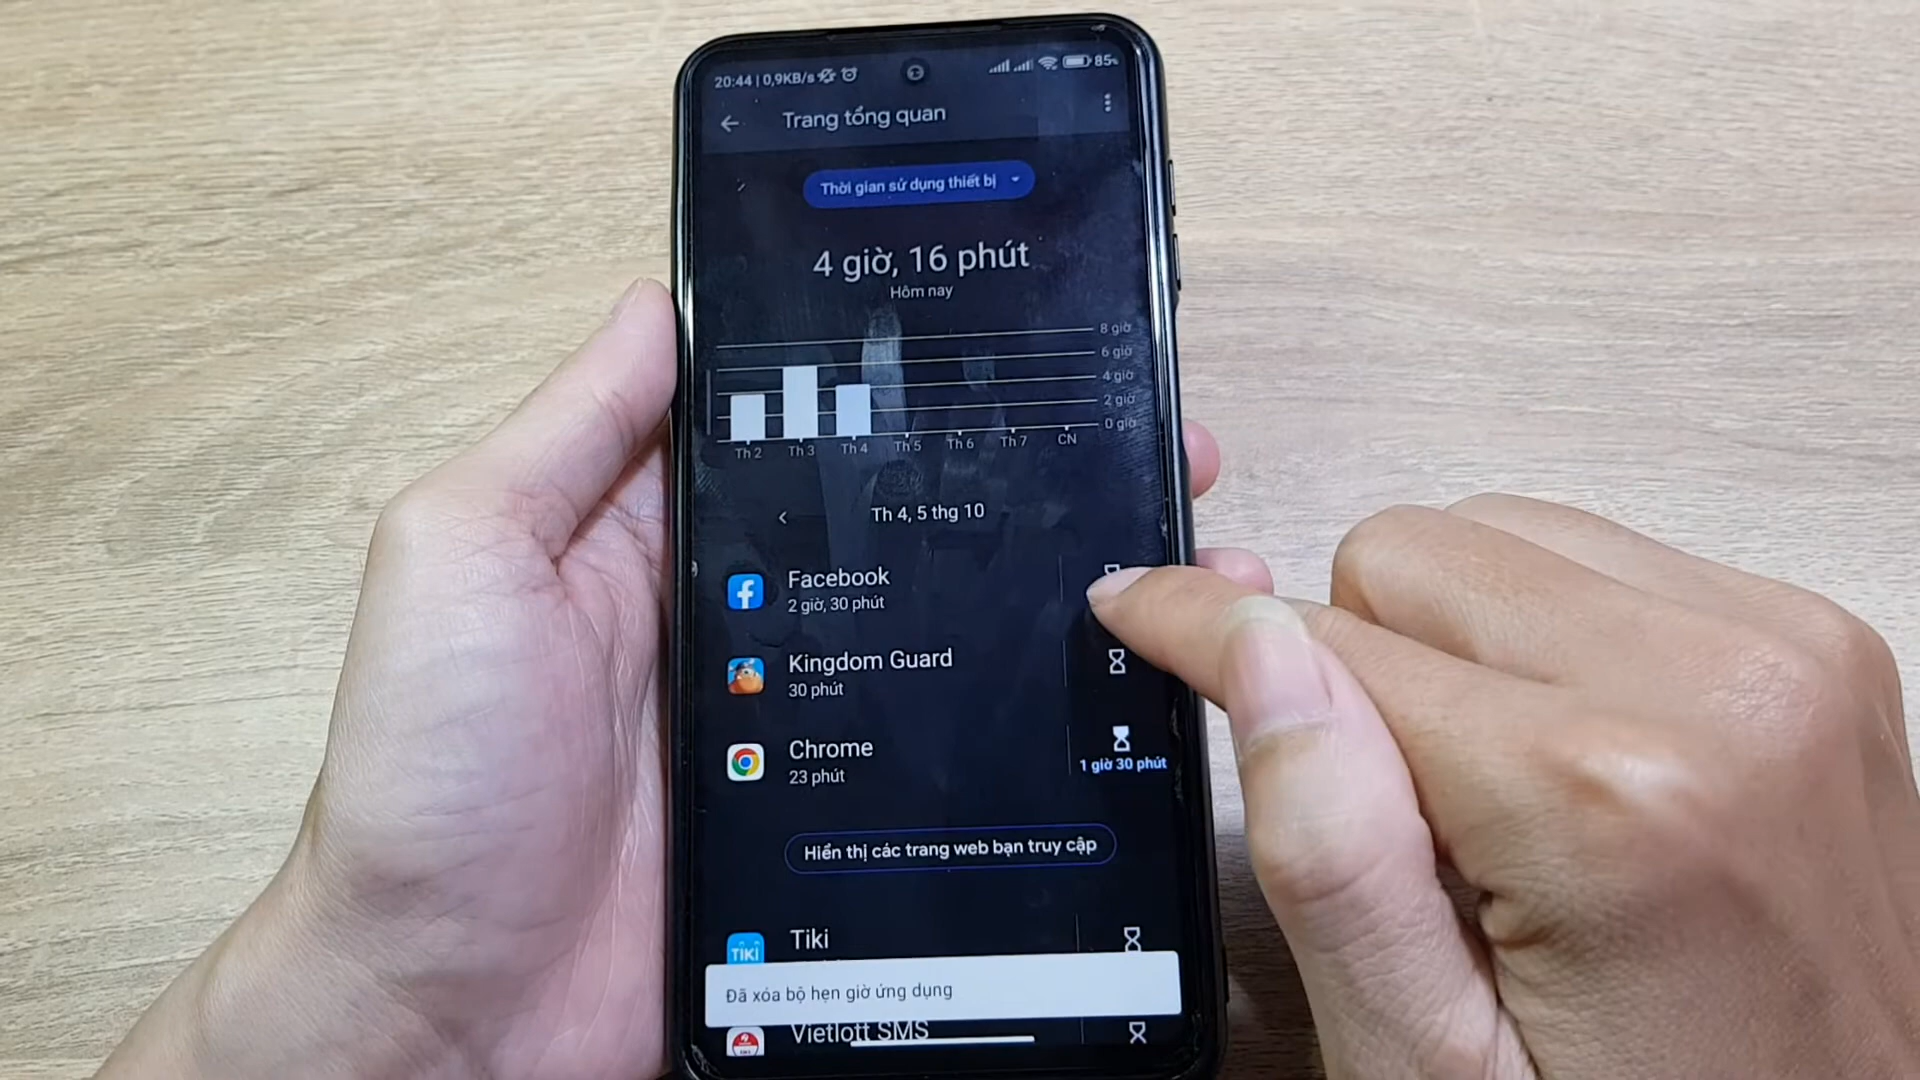 20:44 | 0,9KB/s
85%
Trang tổng quan
Thời gian sử dụng thiết bị
4 giờ, 16 phút
Hôm nay
8 giờ
6 giờ
4 giờ
2 giờ
0 giờ
Th 2 Th 3 Th 4 Th 5 Th 6 Th 7 CN
Th 4, 5 thg 10
Facebook
2 giờ, 30 phút
Kingdom Guard
30 phút
Chrome
23 phút
1 giờ 30 phút
Hiển thị các trang web bạn truy cập
Tiki
TIKI
Đã xóa bộ hẹn giờ ứng dụng
Vietlott SMS